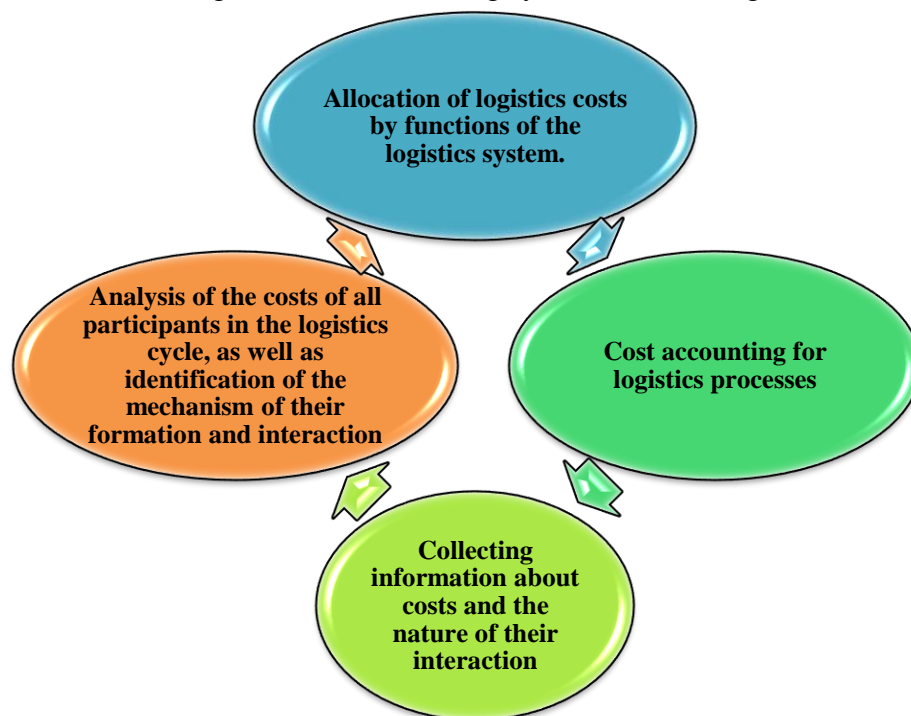 Allocation of logistics costs
by functions of the
logistics system.
Analysis of the costs of all
participants in the logistics
cycle, as well as
identification of the
mechanism of their
formation and interaction
Cost accounting for
logistics processes
Collecting
information about
costs and the
nature of their
interaction